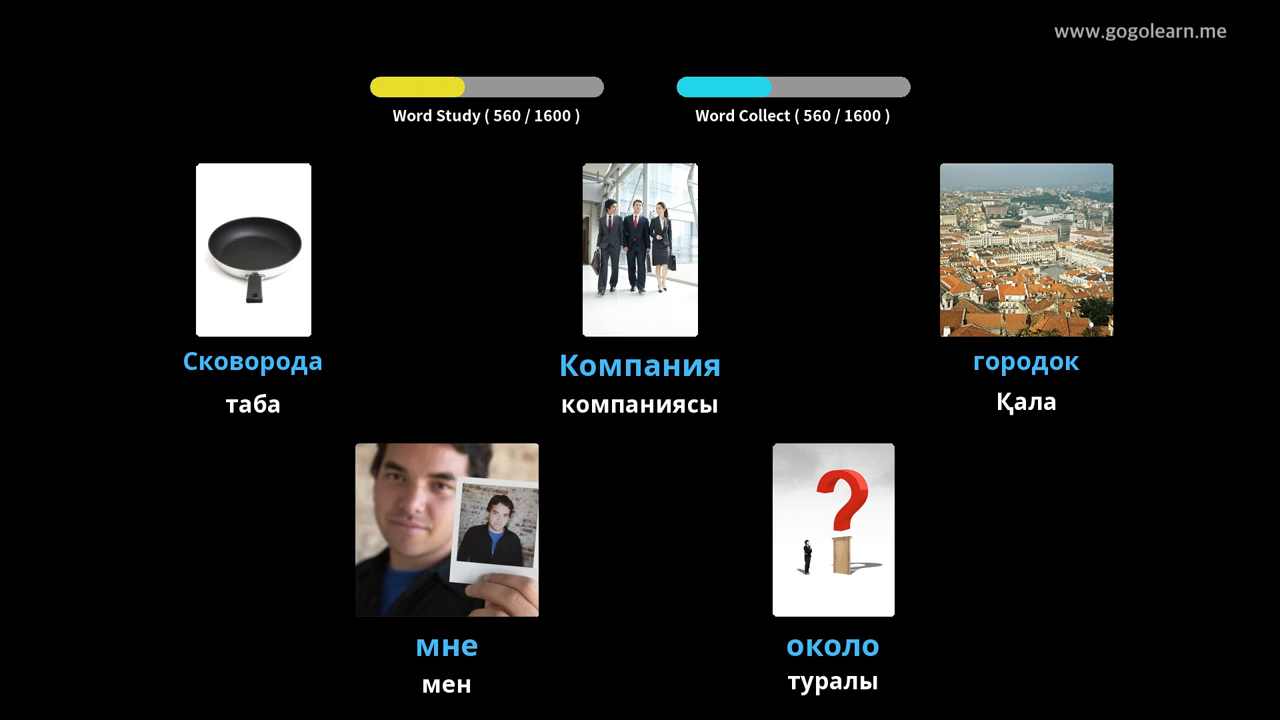 www.gogolearn.me
Word Study ( 560 / 1600 )
Word Collect ( 560 / 1600 )
Сковорода
таба
Компания
компаниясы
городок
Қала
мне
мен
около
туралы